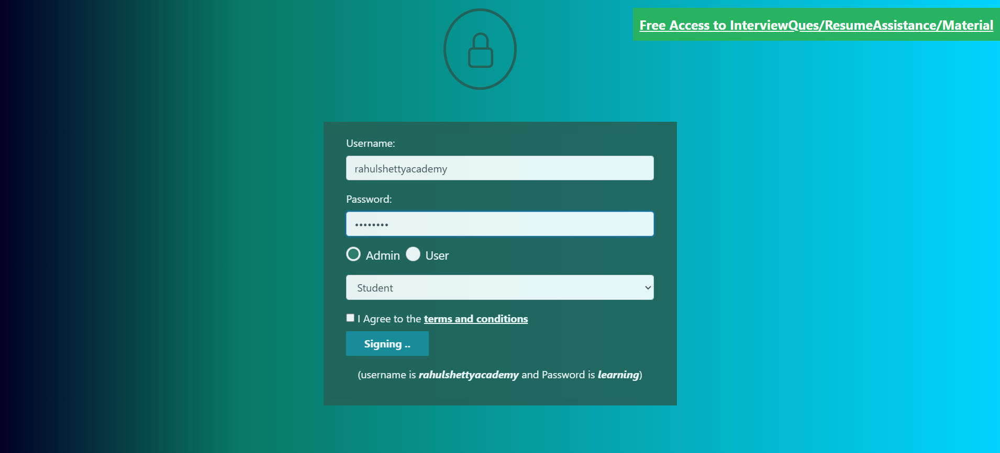 Free Access to InterviewQues/ResumeAssistance/Material
Username:
rahulshettyacademy
Password:
••••••••
Admin User
Student
I Agree to the terms and conditions
Signing ..
(username is rahulshettyacademy and Password is learning)